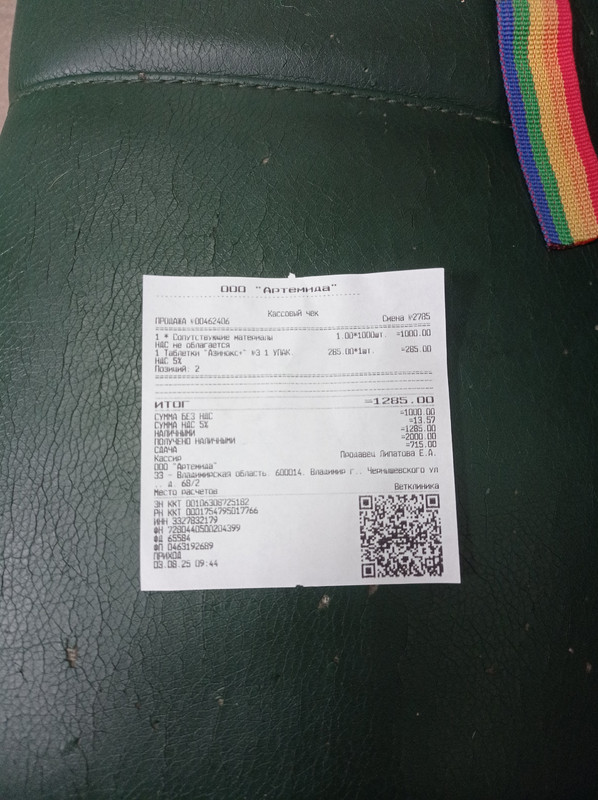 ООО "Артемида"
Кассовый чек
ПРОДАЖА №00462406 Смена №2785
1 * Сопутствующие материалы 1.00*1000шт. =1000.00
НДС не облагается
1 Таблетки "Азинокс+" №3 1 УПАК. 285.00*1шт. =285.00
НДС 5%
Позиций: 2
ИТОГ =1285.00
СУММА БЕЗ НДС =1000.00
СУММА НДС 5% =13.57
НАЛИЧНЫМИ =1285.00
ПОЛУЧЕНО НАЛИЧНЫМИ =2000.00
СДАЧА =715.00
Кассир Продавец Липатова Е.А.
ООО "Артемида"
33 - Владимирская область, 600014, Владимир г., Чернышевского ул
., д. 68/2
Место расчетов Ветклиника
ЗН ККТ 00106308725182
РН ККТ 0001754795017766
ИНН 3327832179
ФН 7280440500204399
ФД 65584
ФП 0463192689
ПРИХОД
03.08.25 09:44